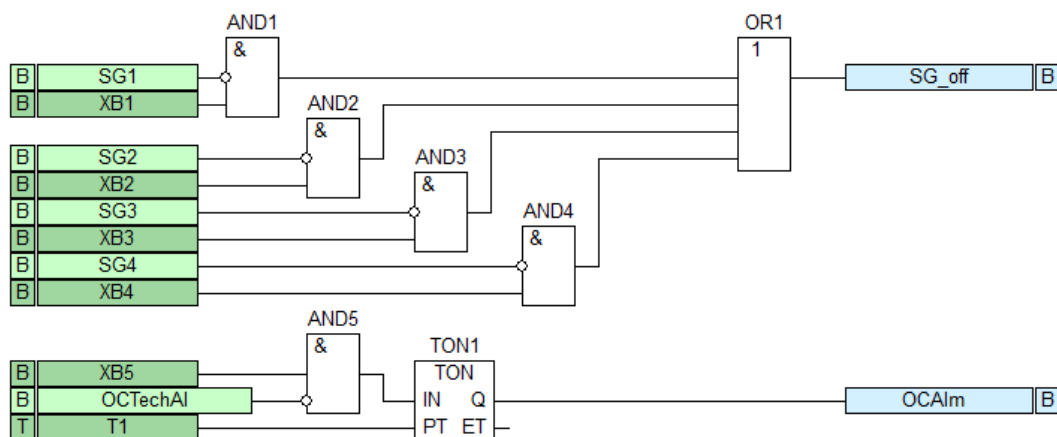 AND1
OR1
&
1
B SG1
SG_off B
B XB1
AND2
&
B SG2
AND3
B XB2
&
B SG3
AND4
B XB3
&
B SG4
B XB4
AND5
&
TON1
B XB5
TON
B OCTechAl
IN Q
OCAlm B
T T1
PT ET